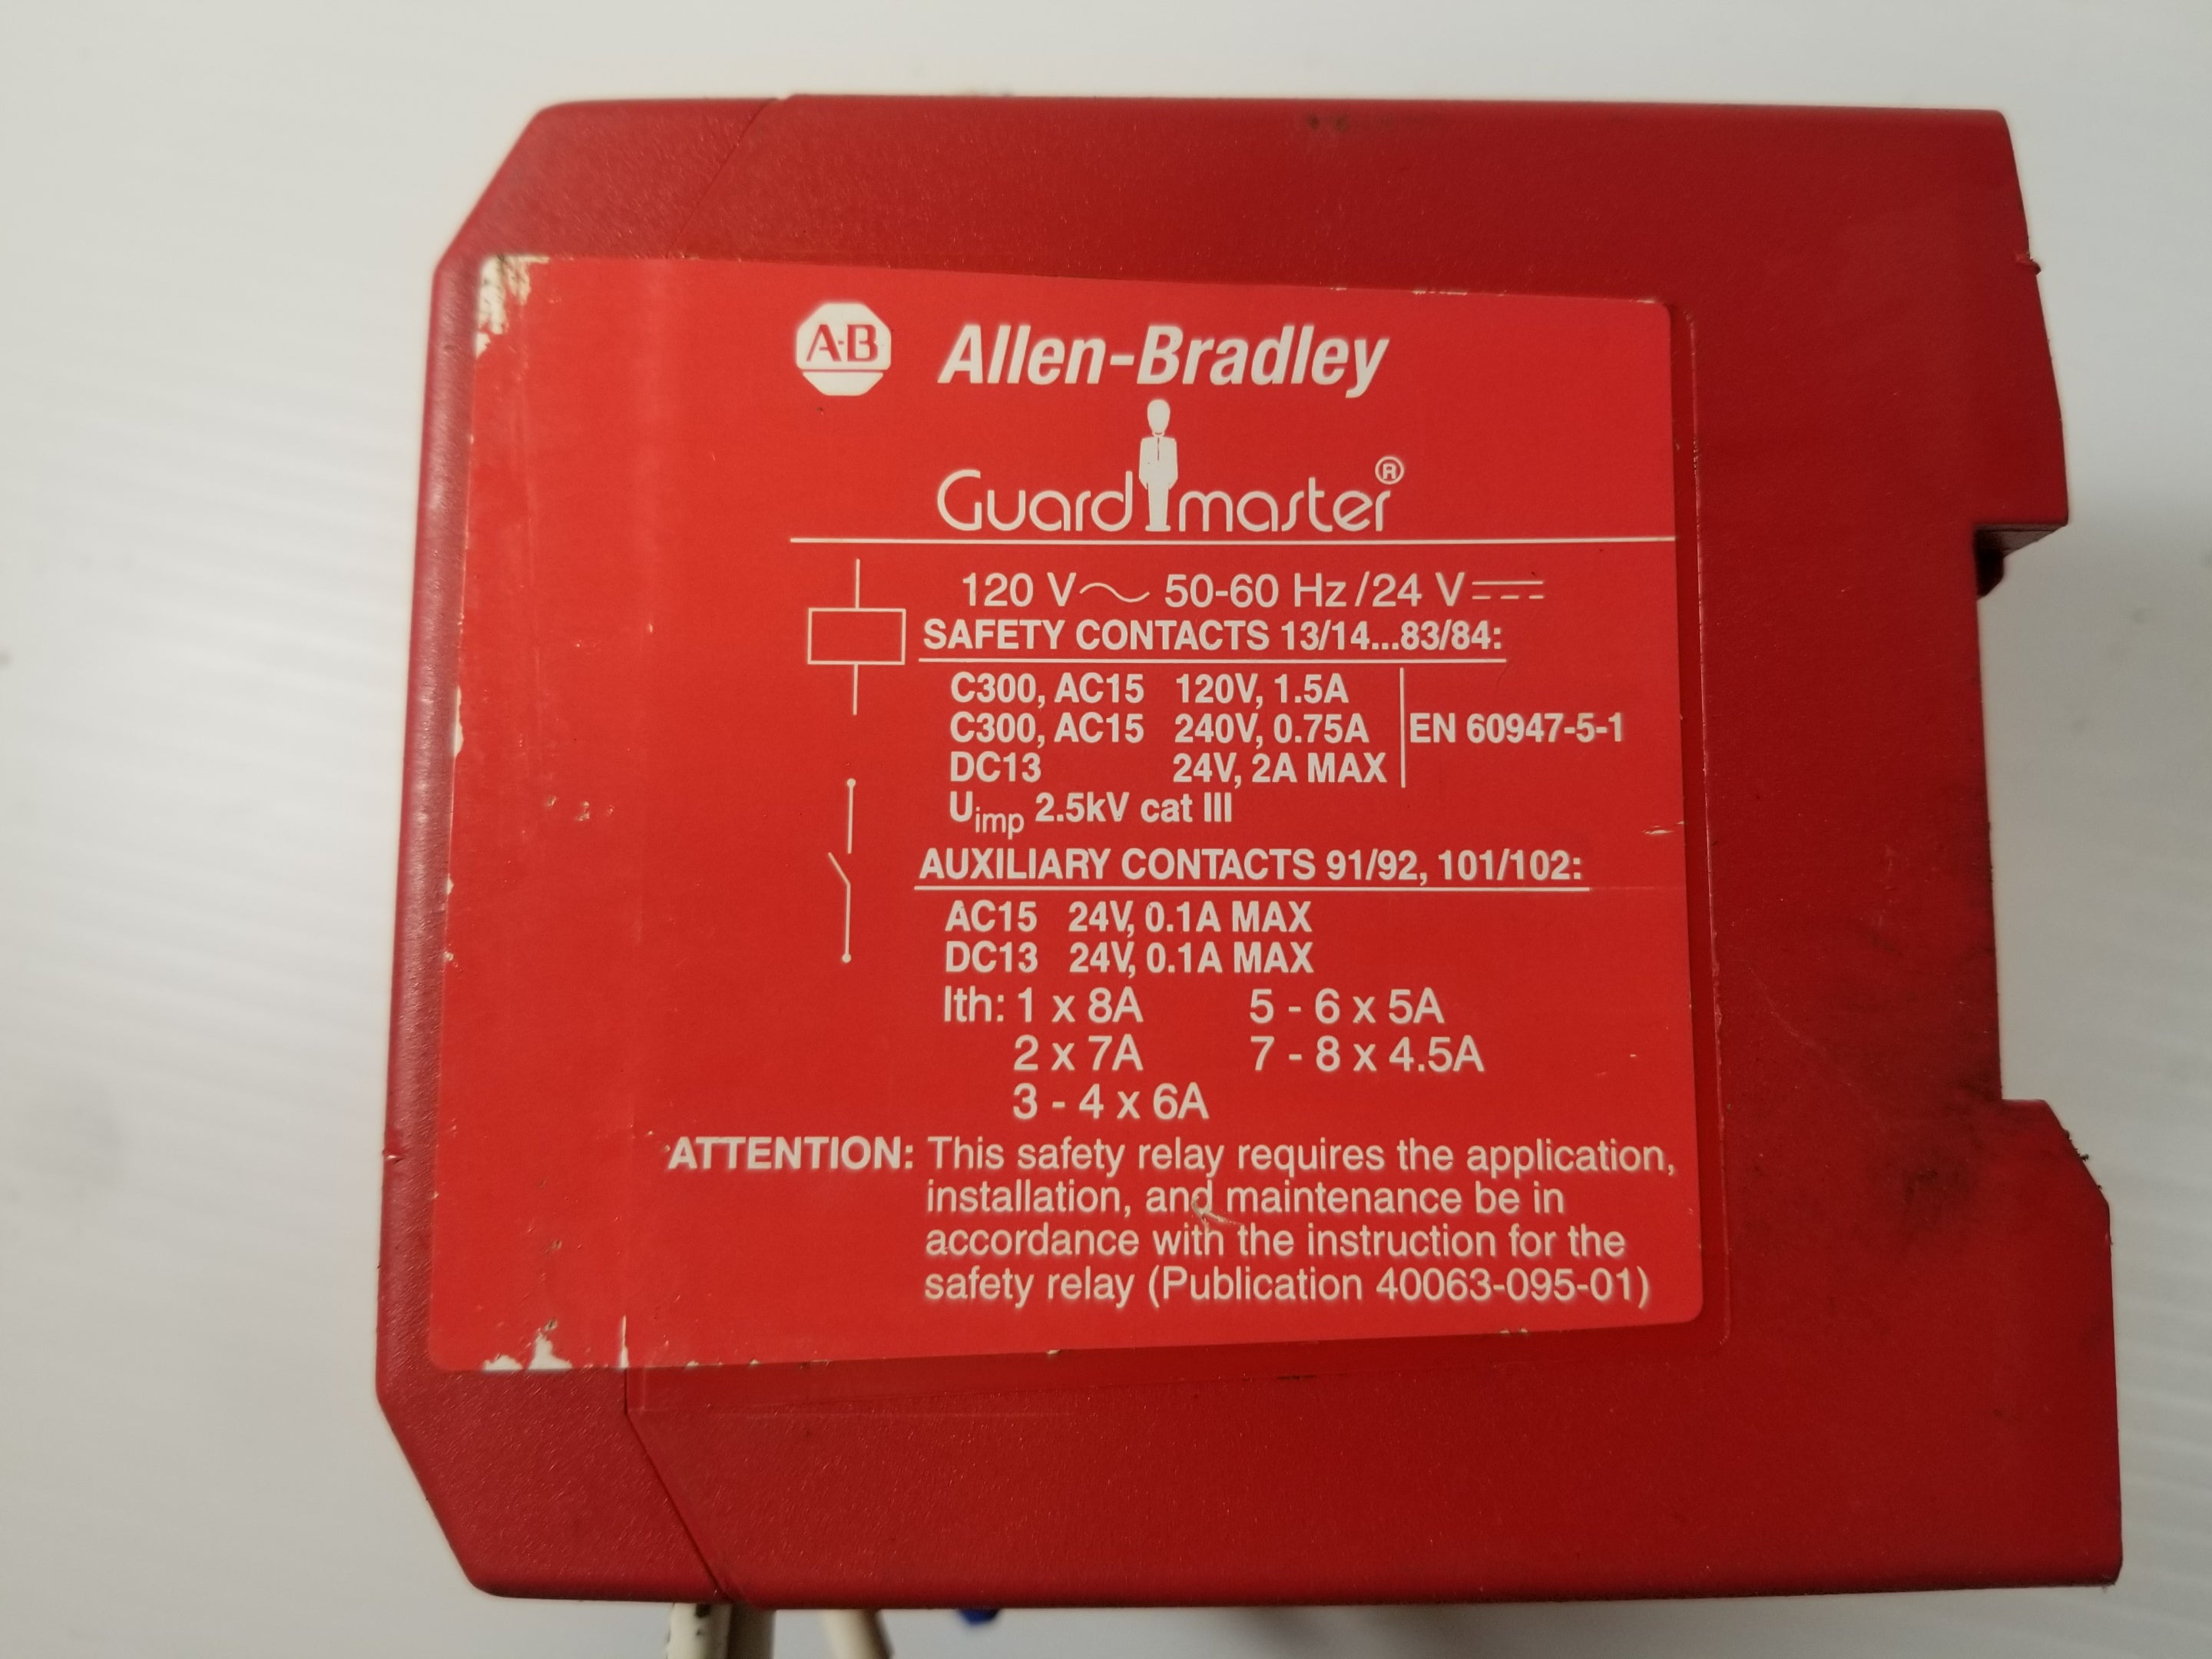 A-B Allen-Bradley
Guardmaster®
120 V~ 50-60 Hz/24 V⎓
SAFETY CONTACTS 13/14...83/84:
C300, AC15 120V, 1.5A
C300, AC15 240V, 0.75A EN 60947-5-1
DC13 24V, 2A MAX
Uimp 2.5kV cat III
AUXILIARY CONTACTS 91/92, 101/102:
AC15 24V, 0.1A MAX
DC13 24V, 0.1A MAX
Ith: 1 x 8A 5 - 6 x 5A
2 x 7A 7 - 8 x 4.5A
3 - 4 x 6A
ATTENTION: This safety relay requires the application,
installation, and maintenance be in
accordance with the instruction for the
safety relay (Publication 40063-095-01)